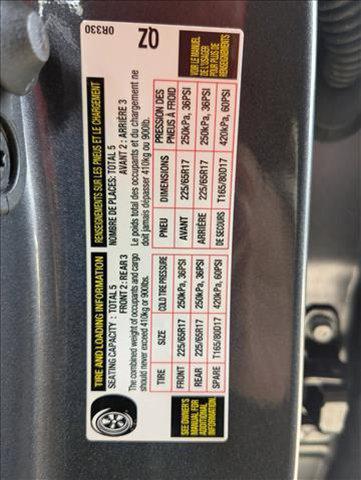 TIRE AND LOADING INFORMATION
SEATING CAPACITY : TOTAL 5
FRONT 2 : REAR 3
The combined weight of occupants and cargo
should never exceed 410kg or 900lbs.
TIRE SIZE COLD TIRE PRESSURE
FRONT 225/65R17 250kPa, 36PSI
REAR 225/65R17 250kPa, 36PSI
SPARE T165/80D17 420kPa, 60PSI
SEE OWNER'S
MANUAL FOR
ADDITIONAL
INFORMATION
RENSEIGNEMENTS SUR LES PNEUS ET LE CHARGEMENT
NOMBRE DE PLACES: TOTAL 5
AVANT 2 : ARRIÈRE 3
Le poids total des occupants et du chargement ne
doit jamais dépasser 410kg ou 900lb.
PNEU DIMENSIONS PRESSION DES
PNEUS À FROID
AVANT 225/65R17 250kPa, 36PSI
ARRIÈRE 225/65R17 250kPa, 36PSI
DE SECOURS T165/80D17 420kPa, 60PSI
VOIR LE MANUEL
DE L'USAGER
POUR PLUS DE
RENSEIGNEMENTS
0R330
QZ